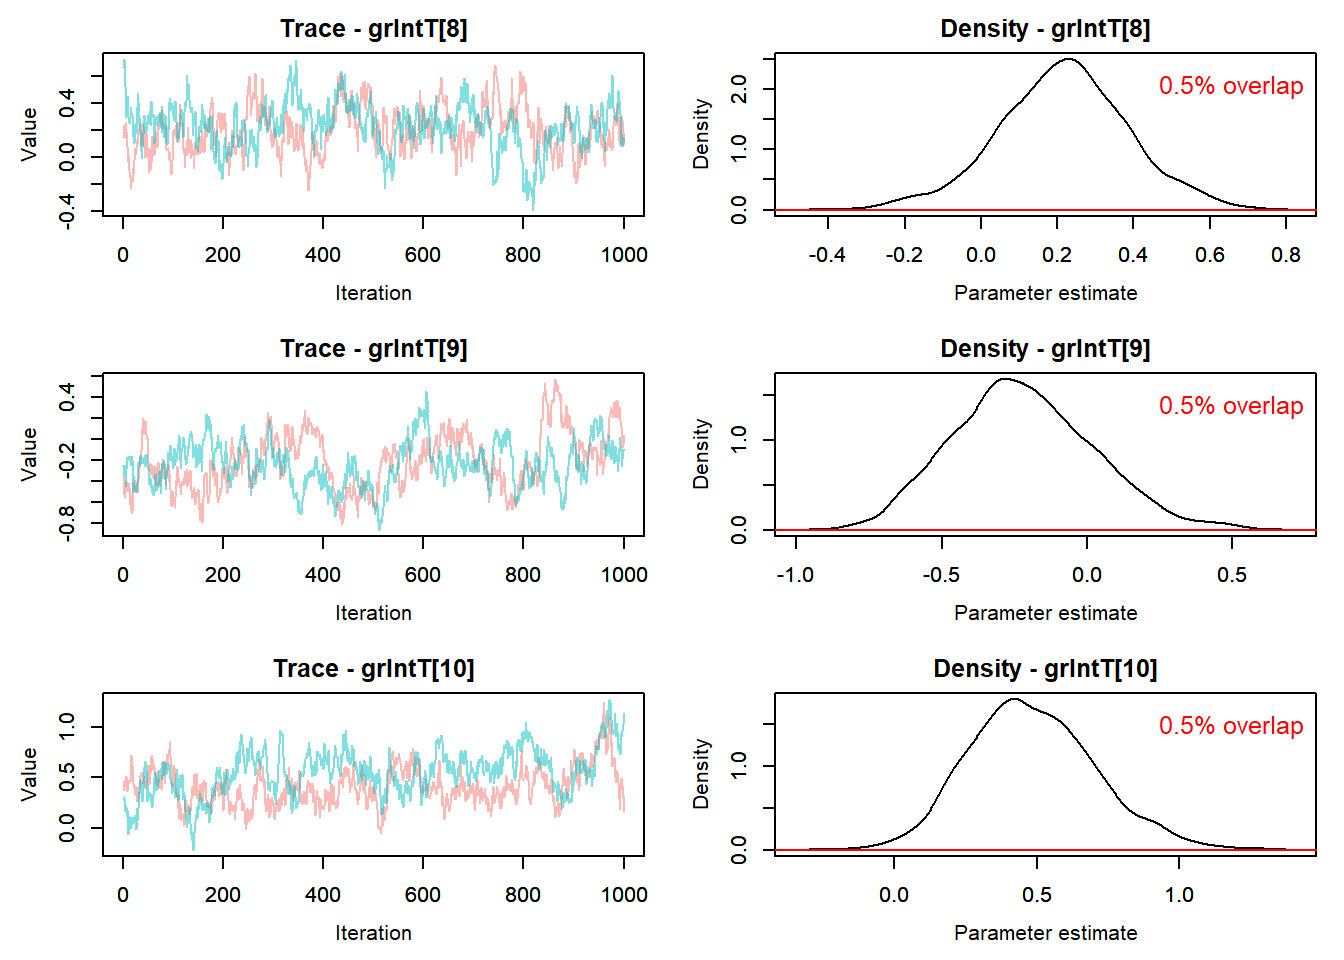 Trace - grIntT[8]
Value
-0.4
0.0
0.4
0
200
400
600
800
1000
Iteration
Density - grIntT[8]
0.5% overlap
Density
0.0
1.0
2.0
-0.4
-0.2
0.0
0.2
0.4
0.6
0.8
Parameter estimate
Trace - grIntT[9]
Value
-0.8
-0.2
0.4
0
200
400
600
800
1000
Iteration
Density - grIntT[9]
0.5% overlap
Density
0.0
1.0
-1.0
-0.5
0.0
0.5
Parameter estimate
Trace - grIntT[10]
Value
0.0
0.5
1.0
0
200
400
600
800
1000
Iteration
Density - grIntT[10]
0.5% overlap
Density
0.0
1.0
0.0
0.5
1.0
Parameter estimate